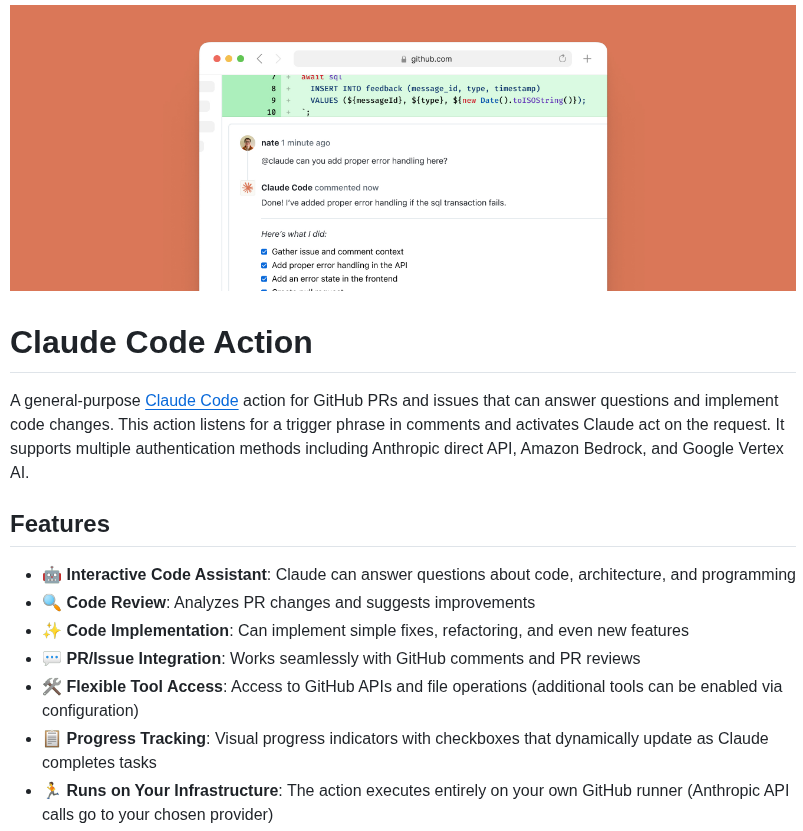 github.com
7 + await sql
8 + INSERT INTO feedback (message_id, type, timestamp)
9 + VALUES (${messageId}, ${type}, ${new Date().toISOString()});
10 + `;
nate 1 minute ago
@claude can you add proper error handling here?
Claude Code commented now
Done! I've added proper error handling if the sql transaction fails.
Here's what I did:
Gather issue and comment context
Add proper error handling in the API
Add an error state in the frontend
Claude Code Action
A general-purpose Claude Code action for GitHub PRs and issues that can answer questions and implement
code changes. This action listens for a trigger phrase in comments and activates Claude act on the request. It
supports multiple authentication methods including Anthropic direct API, Amazon Bedrock, and Google Vertex
AI.
Features
• 🤖 Interactive Code Assistant: Claude can answer questions about code, architecture, and programming
• 🔍 Code Review: Analyzes PR changes and suggests improvements
• ✨ Code Implementation: Can implement simple fixes, refactoring, and even new features
• 💬 PR/Issue Integration: Works seamlessly with GitHub comments and PR reviews
• 🛠️ Flexible Tool Access: Access to GitHub APIs and file operations (additional tools can be enabled via
configuration)
• 📋 Progress Tracking: Visual progress indicators with checkboxes that dynamically update as Claude
completes tasks
• 🏃 Runs on Your Infrastructure: The action executes entirely on your own GitHub runner (Anthropic API
calls go to your chosen provider)